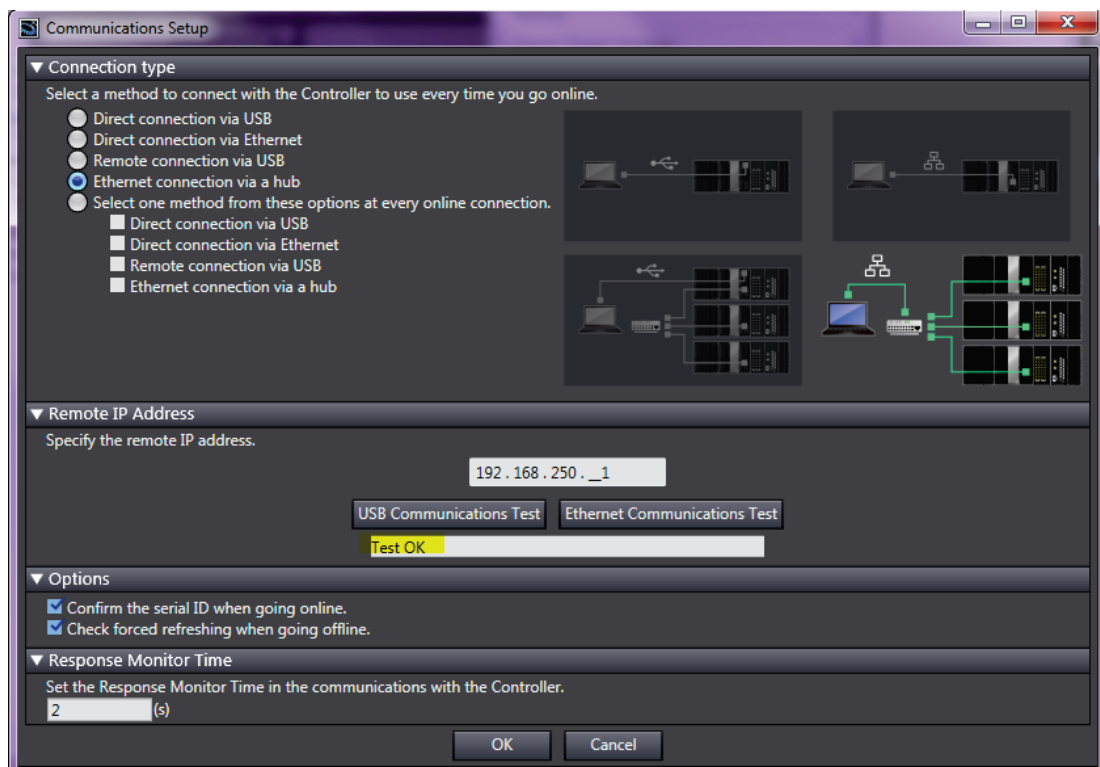 Communications Setup
▼ Connection type
Select a method to connect with the Controller to use every time you go online.
Direct connection via USB
Direct connection via Ethernet
Remote connection via USB
Ethernet connection via a hub
Select one method from these options at every online connection.
Direct connection via USB
Direct connection via Ethernet
Remote connection via USB
Ethernet connection via a hub
▼ Remote IP Address
Specify the remote IP address.
192 . 168 . 250 . __1
USB Communications Test Ethernet Communications Test
Test OK
▼ Options
Confirm the serial ID when going online.
Check forced refreshing when going offline.
▼ Response Monitor Time
Set the Response Monitor Time in the communications with the Controller.
2 (s)
OK Cancel